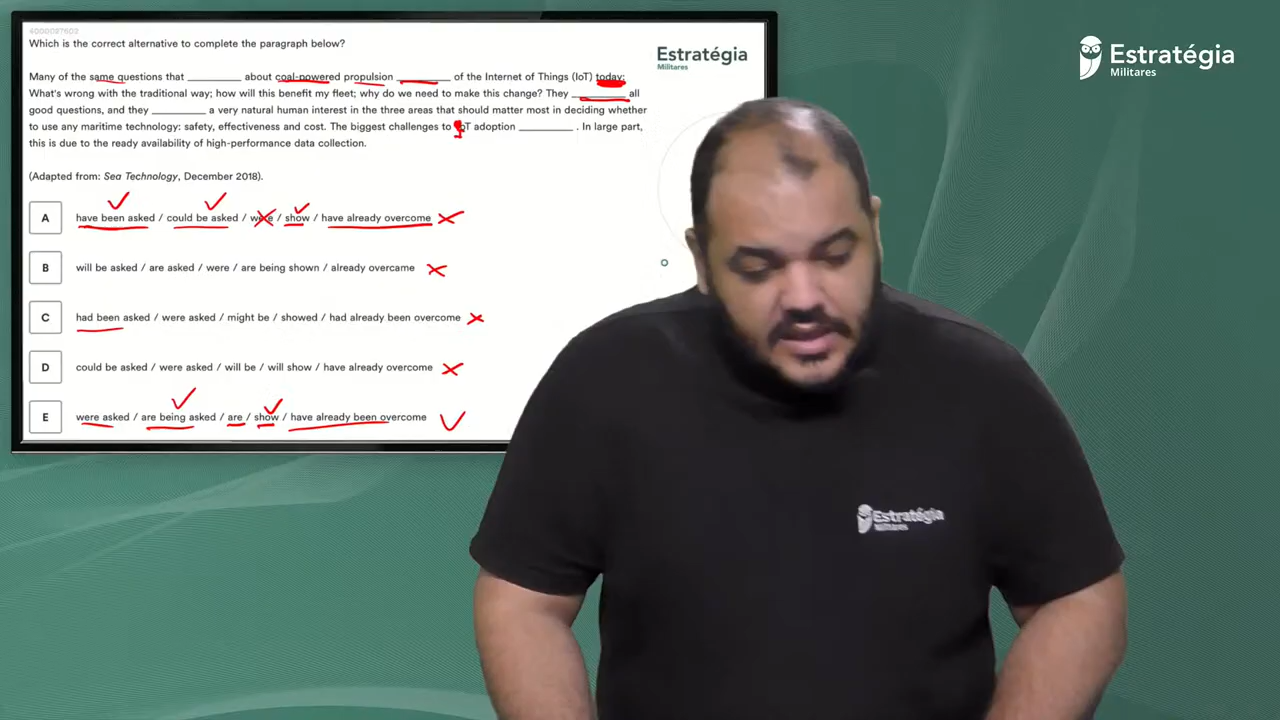 4000027602
Which is the correct alternative to complete the paragraph below?
Many of the same questions that __________ about coal-powered propulsion __________ of the Internet of Things (IoT) today:
What's wrong with the traditional way; how will this benefit my fleet; why do we need to make this change? They __________ all
good questions, and they __________ a very natural human interest in the three areas that should matter most in deciding whether
to use any maritime technology: safety, effectiveness and cost. The biggest challenges to IoT adoption __________ . In large part,
this is due to the ready availability of high-performance data collection.
(Adapted from: Sea Technology, December 2018).
A have been asked / could be asked / were / show / have already overcome
B will be asked / are asked / were / are being shown / already overcame
C had been asked / were asked / might be / showed / had already been overcome
D could be asked / were asked / will be / will show / have already overcome
E were asked / are being asked / are / show / have already been overcome
Estratégia
Militares
Estratégia
Militares
Estratégia
Militares